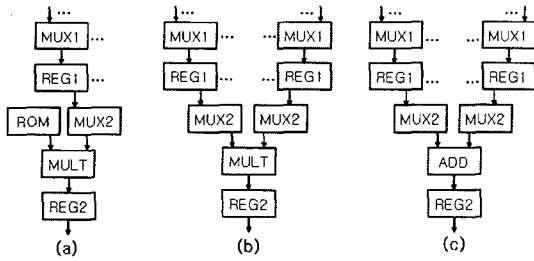 ... ... ... ... ...
MUX1 ... MUX1 ... ... MUX1 MUX1 ... ... MUX1
REG1 ... REG1 ... ... REG1 REG1 ... ... REG1
ROM MUX2 MUX2 MUX2 MUX2 MUX2
MULT MULT ADD
REG2 REG2 REG2
(a) (b) (c)